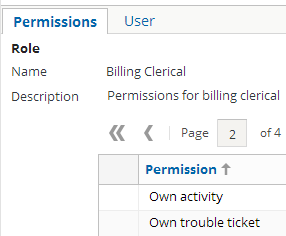 Permissions User
Role
Name Billing Clerical
Description Permissions for billing clerical
Page 2 of 4
Permission
Own activity
Own trouble ticket